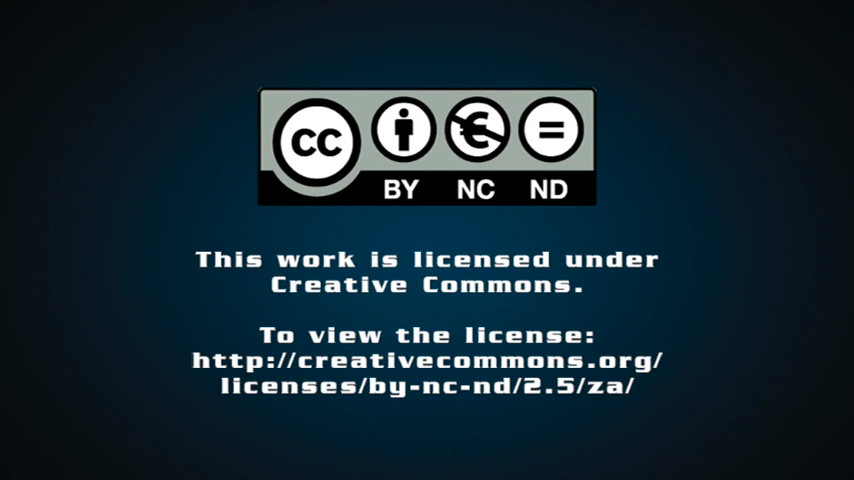 CC
BY NC ND
This work is licensed under
Creative Commons.
To view the license:
http://creativecommons.org/
licenses/by-nc-nd/2.5/za/